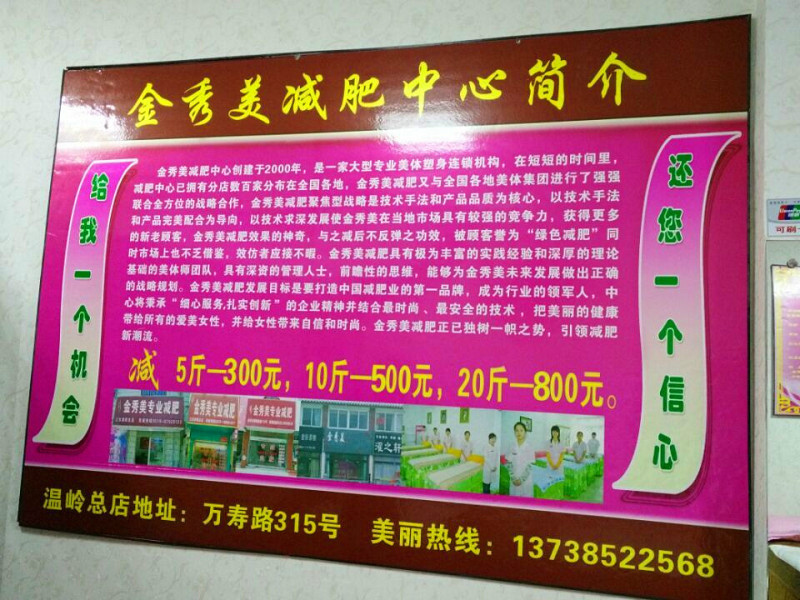 金秀美减肥中心简介
给我一个机会
还您一个信心
金秀美减肥中心创建于2000年，是一家大型专业美体塑身连锁机构，在短短的时间里，
减肥中心已拥有分店数百家分布在全国各地，金秀美减肥又与全国各地美体集团进行了强强
联合全方位的战略合作，金秀美减肥聚焦型战略是技术手法和产品品质为核心，以技术手法
和产品完美配合为导向，以技术求深发展使金秀美在当地市场具有较强的竞争力，获得更多
的新老顾客，金秀美减肥效果的神奇，与之减后不反弹之功效，被顾客誉为“绿色减肥”同
时市场上也不乏借鉴，效仿者应接不暇。金秀美减肥具有极为丰富的实践经验和深厚的理论
基础的美体师团队，具有深资的管理人士，前瞻性的思维，能够为金秀美未来发展做出正确
的战略规划。金秀美减肥发展目标是要打造中国减肥业的第一品牌，成为行业的领军人，中
心将秉承“细心服务,扎实创新”的企业精神并结合最时尚、最安全的技术，把美丽的健康
带给所有的爱美女性，并给女性带来自信和时尚。金秀美减肥正已独树一帜之势，引领减肥
新潮流。
减 5斤—300元，10斤—500元，20斤—800元。
金秀美专业减肥
金秀美专业减肥
金秀美专业减肥
金秀美
灌之轩
温岭总店地址：万寿路315号 美丽热线：13738522568